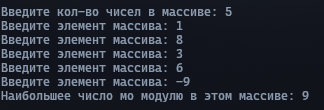 Введите кол-во чисел в массиве: 5
Введите элемент массива: 1
Введите элемент массива: 8
Введите элемент массива: 3
Введите элемент массива: 6
Введите элемент массива: -9
Наибольшее число мо модулю в этом массиве: 9